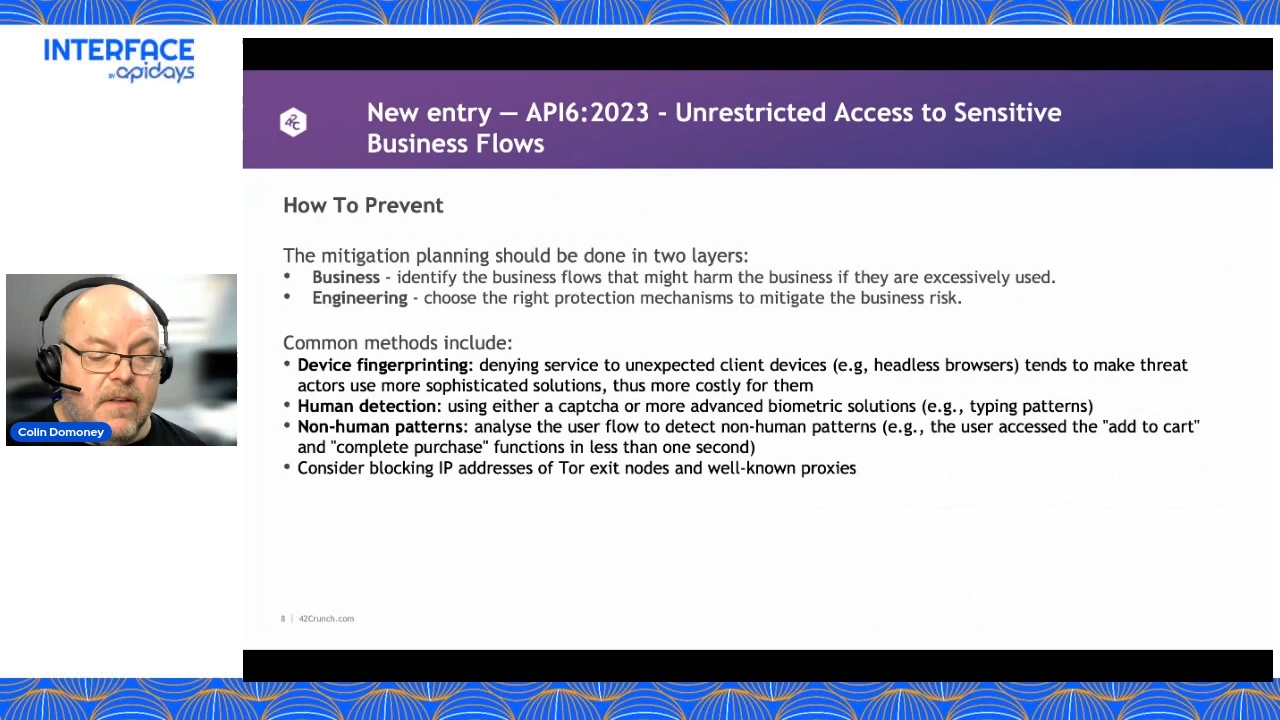 INTERFACE
BY apidays
42C
New entry — API6:2023 - Unrestricted Access to Sensitive
Business Flows
How To Prevent
The mitigation planning should be done in two layers:
• Business - identify the business flows that might harm the business if they are excessively used.
• Engineering - choose the right protection mechanisms to mitigate the business risk.
Common methods include:
• Device fingerprinting: denying service to unexpected client devices (e.g, headless browsers) tends to make threat
actors use more sophisticated solutions, thus more costly for them
• Human detection: using either a captcha or more advanced biometric solutions (e.g., typing patterns)
• Non-human patterns: analyse the user flow to detect non-human patterns (e.g., the user accessed the "add to cart"
and "complete purchase" functions in less than one second)
• Consider blocking IP addresses of Tor exit nodes and well-known proxies
Colin Domoney
8 | 42Crunch.com